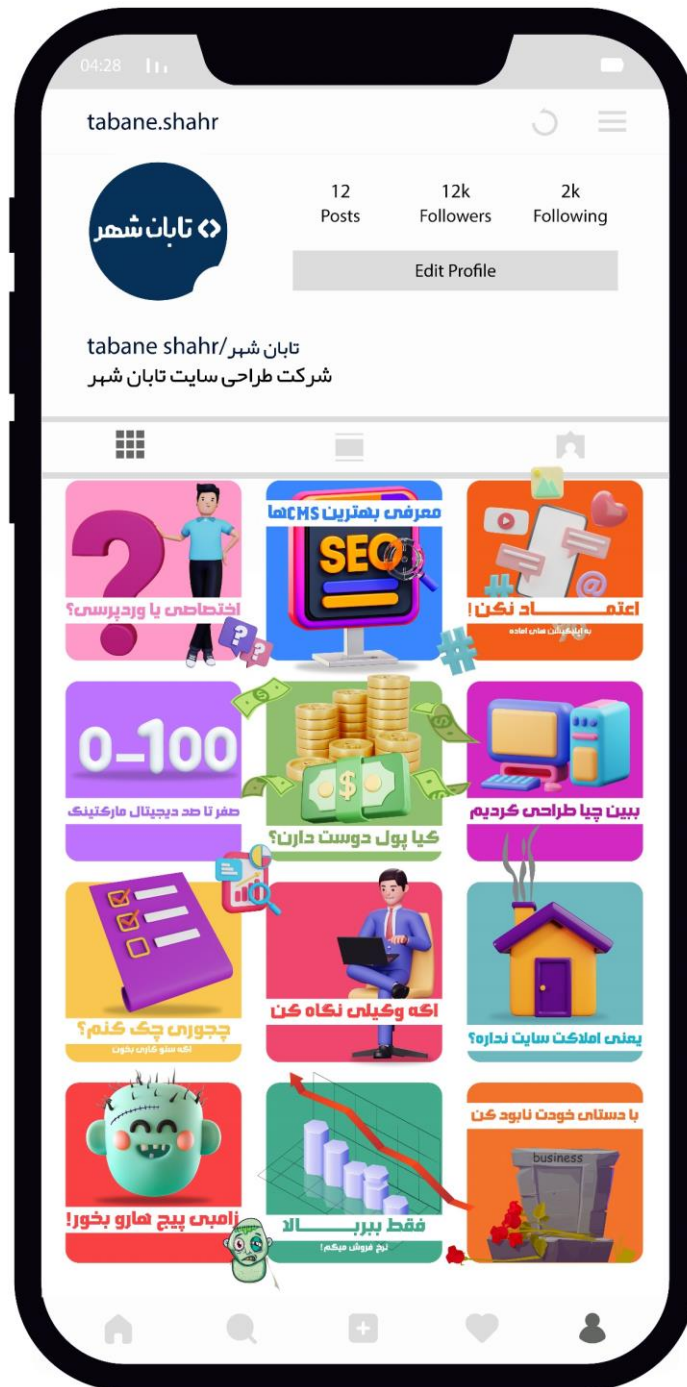 04:28
tabane.shahr
تابان شهر <>
12
Posts
12k
Followers
2k
Following
Edit Profile
tabane shahr/تابان شهر
شرکت طراحی سایت تابان شهر
اختصاصی یا وردپرسی؟
معرفی بهترین CMSها
SEO
اعتمـــــاد نکن!
به اپلیکیشن های آماده
0-100
صفر تا صد دیجیتال مارکتینگ
کیا پول دوست دارن؟
ببین چیا طراحی کردیم
چجوری چک کنم؟
اگه سئو کاری بخون
اگه وکیلی نگاه کن
یعنی املاکت سایت نداره؟
زامبی پیج هارو بخور!
فقط ببربــــالا
نرخ فروش میگم!
با دستای خودت نابود کن
business